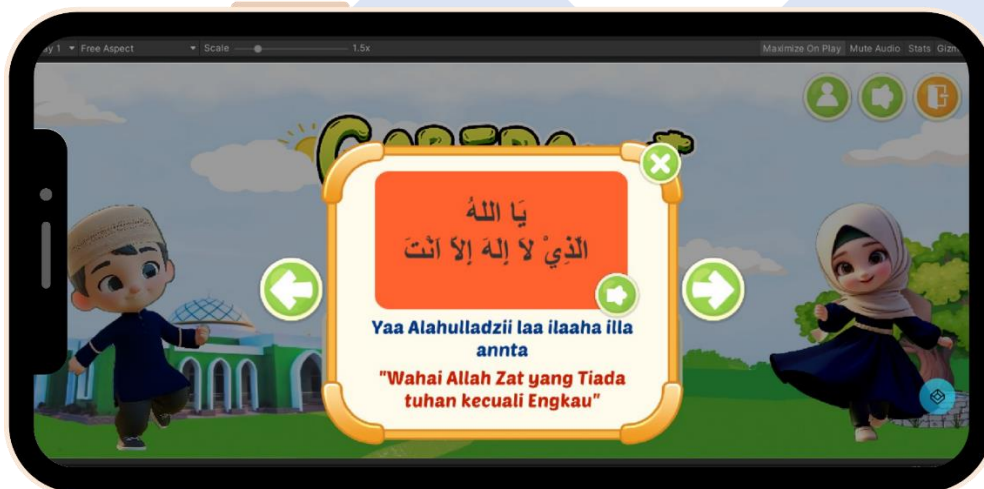 Free Aspect
Scale
1.5x
Maximize On Play
Mute Audio
Stats
يَا اللهُ
الَّذِيْ لاَ إِلهَ إِلاَّ اَنْتَ
Yaa Alahulladzii laa ilaaha illa
annta
"Wahai Allah Zat yang Tiada
tuhan kecuali Engkau"